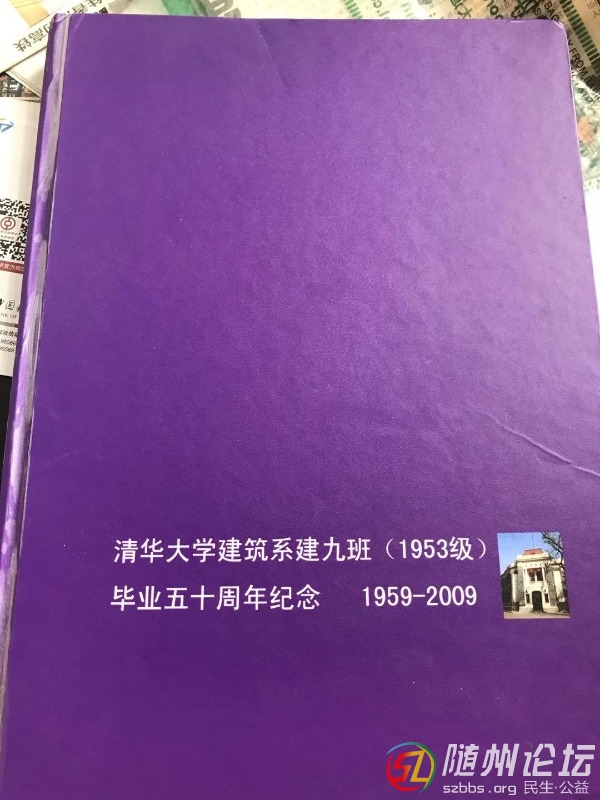 清华大学建筑系建九班（1953级）
毕业五十周年纪念 1959-2009
随州论坛
szbbs.org 民生·公益